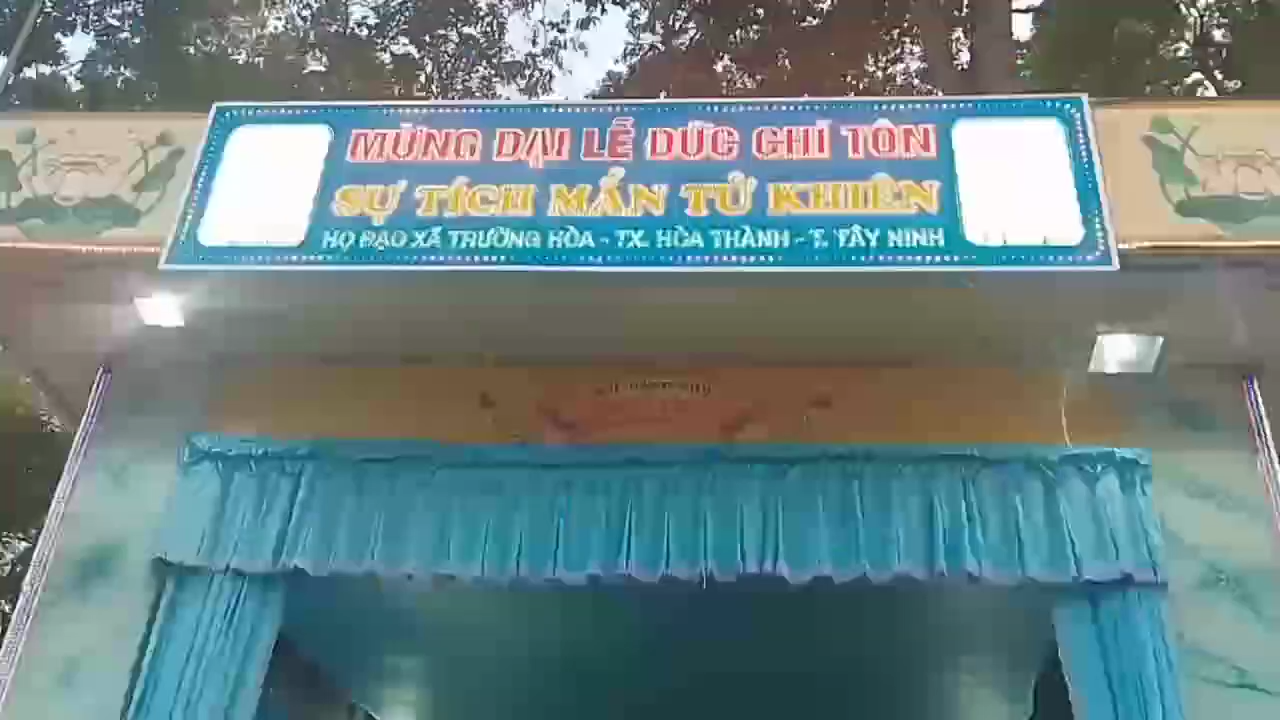 MỪNG ĐẠI LỄ ĐỨC CHÍ TÔN
SỰ TÍCH MẪN TỬ KHIÊN
HỌ ĐẠO XÃ TRƯỜNG HÒA - TX. HÒA THÀNH - T. TÂY NINH